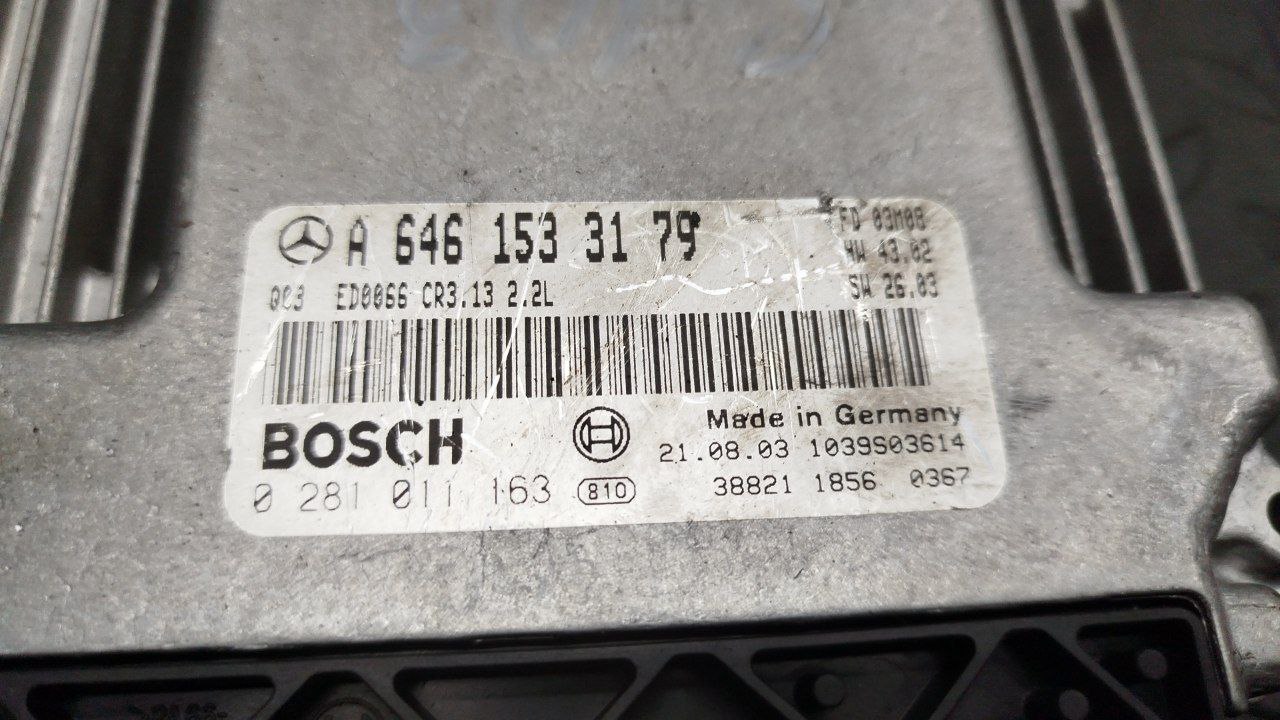 A 646 153 31 79
FD 03M08
HW 43.02
Q03 ED0066 CR3.13 2.2L
SW 26.03
BOSCH
Made in Germany
21.08.03 1039S03614
0 281 011 163
810
38821 1856 0367